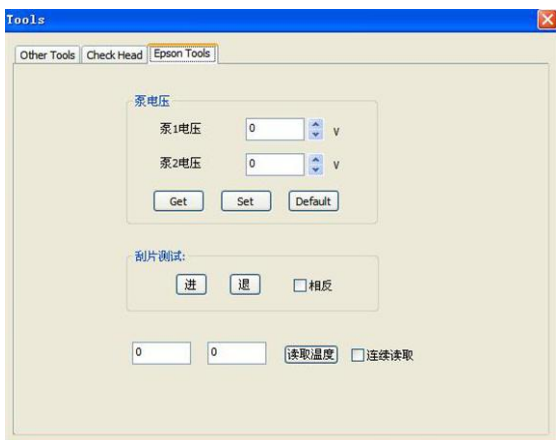 Tools
Other Tools Check Head Epson Tools
泵电压
泵1电压 0 v
泵2电压 0 v
Get Set Default
刮片测试:
进 退 相反
0 0 读取温度 连续读取